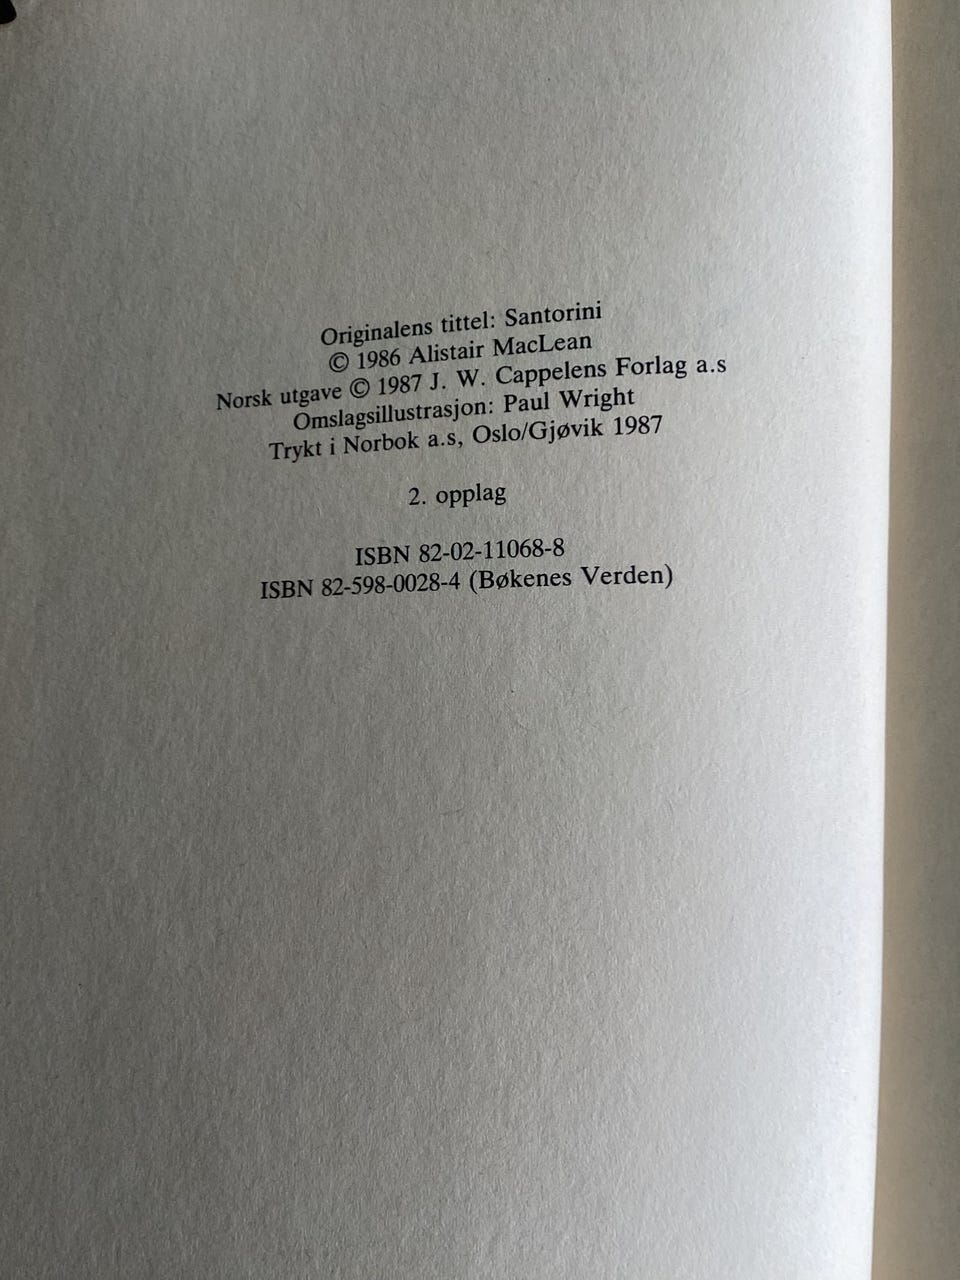 Originalens tittel: Santorini
© 1986 Alistair MacLean
Norsk utgave © 1987 J. W. Cappelens Forlag a.s
Omslagsillustrasjon: Paul Wright
Trykt i Norbok a.s, Oslo/Gjøvik 1987
2. opplag
ISBN 82-02-11068-8
ISBN 82-598-0028-4 (Bøkenes Verden)